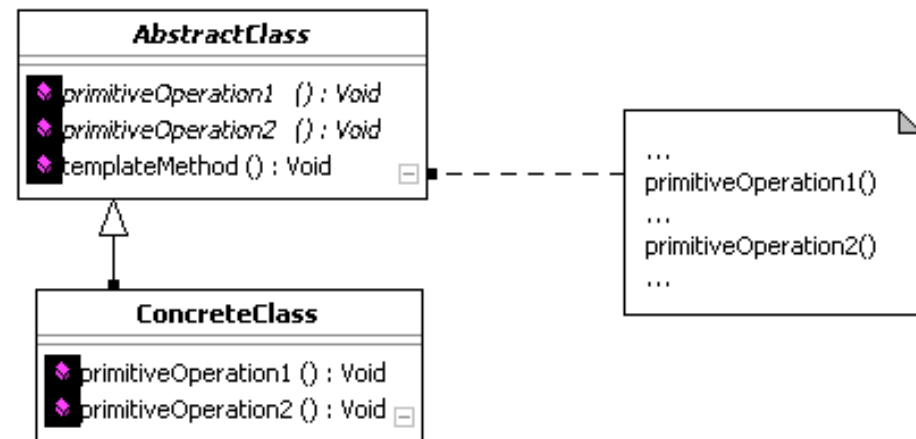 AbstractClass
primitiveOperation1 () : Void
primitiveOperation2 () : Void
templateMethod () : Void
...
primitiveOperation1()
...
primitiveOperation2()
...
ConcreteClass
primitiveOperation1 () : Void
primitiveOperation2 () : Void